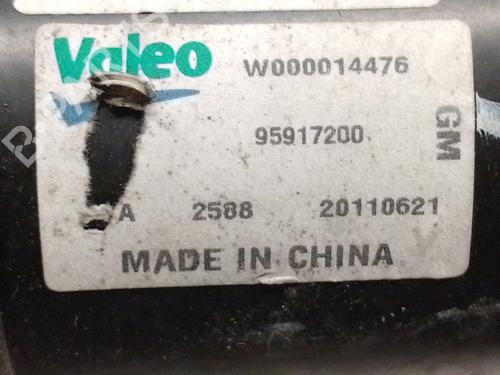 Valeo W000014476
95917200
GM
A 2588 20110621
MADE IN CHINA